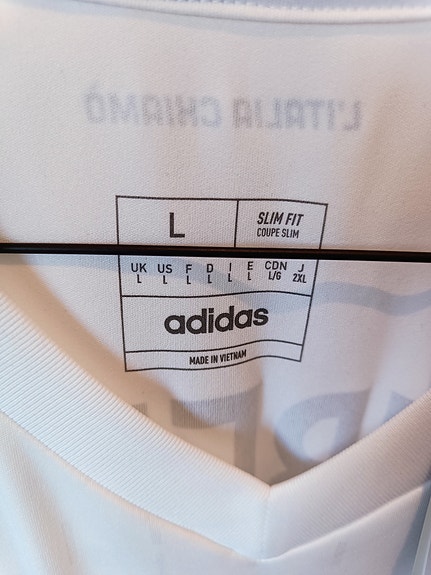 L'ITALIA CHIAMÒ
L
SLIM FIT
COUPE SLIM
UK US F D I E CDN J
L L L L L L L/G 2XL
adidas
MADE IN VIETNAM